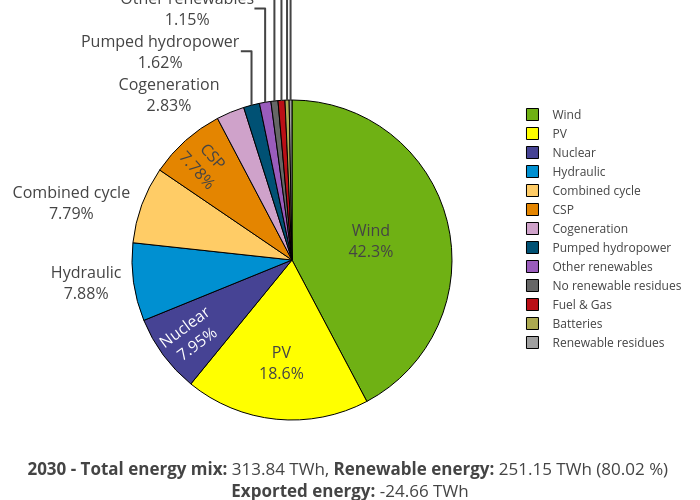 Other renewables
1.15%
Pumped hydropower
1.62%
Cogeneration
2.83%
CSP
7.78%
Combined cycle
7.79%
Hydraulic
7.88%
Nuclear
7.95%
PV
18.6%
Wind
42.3%
Wind
PV
Nuclear
Hydraulic
Combined cycle
CSP
Cogeneration
Pumped hydropower
Other renewables
No renewable residues
Fuel & Gas
Batteries
Renewable residues
2030 - Total energy mix: 313.84 TWh, Renewable energy: 251.15 TWh (80.02 %)
Exported energy: -24.66 TWh